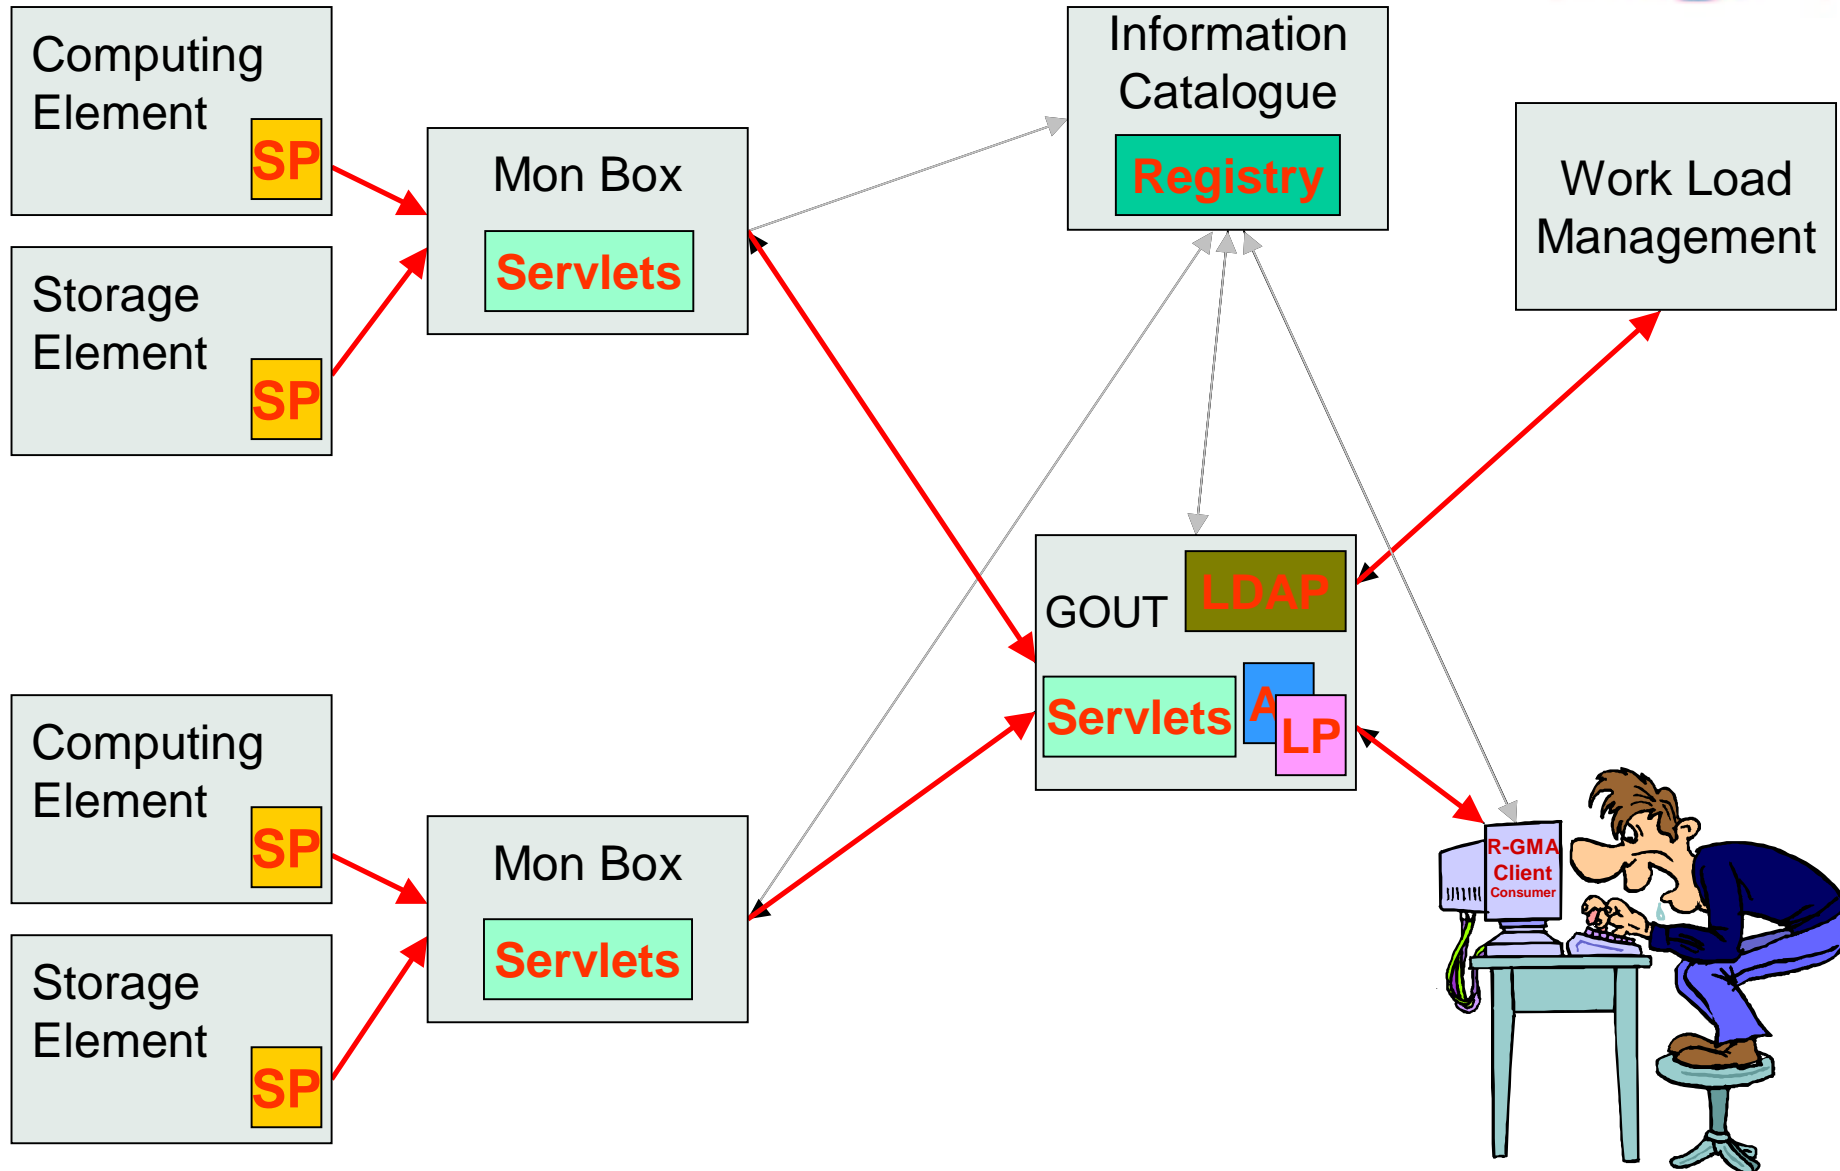 Computing
Element
SP
Storage
Element
SP
Mon Box
Servlets
Information
Catalogue
Registry
Work Load
Management
GOUT
LDAP
Servlets
A
LP
Computing
Element
SP
Storage
Element
SP
Mon Box
Servlets
R-GMA
Client
Consumer